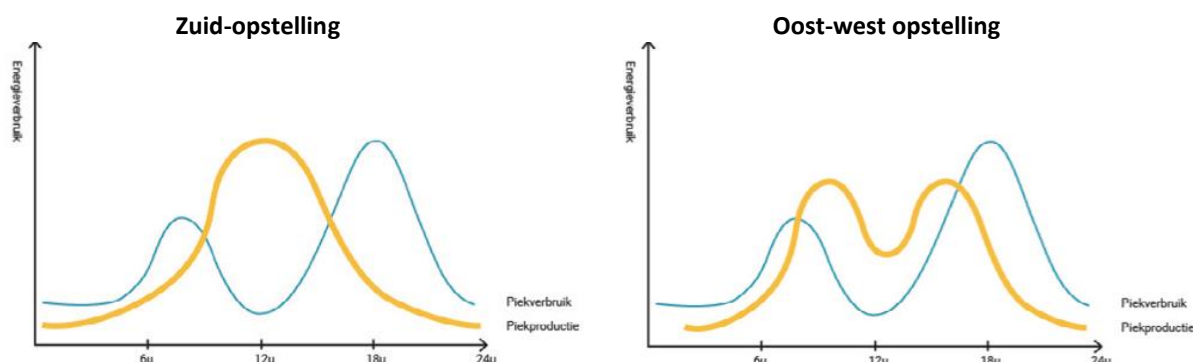 Zuid-opstelling
Energieverbruik
Piekverbruik
Piekproductie
6u
12u
18u
24u
Oost-west opstelling
Energieverbruik
Piekverbruik
Piekproductie
6u
12u
18u
24u